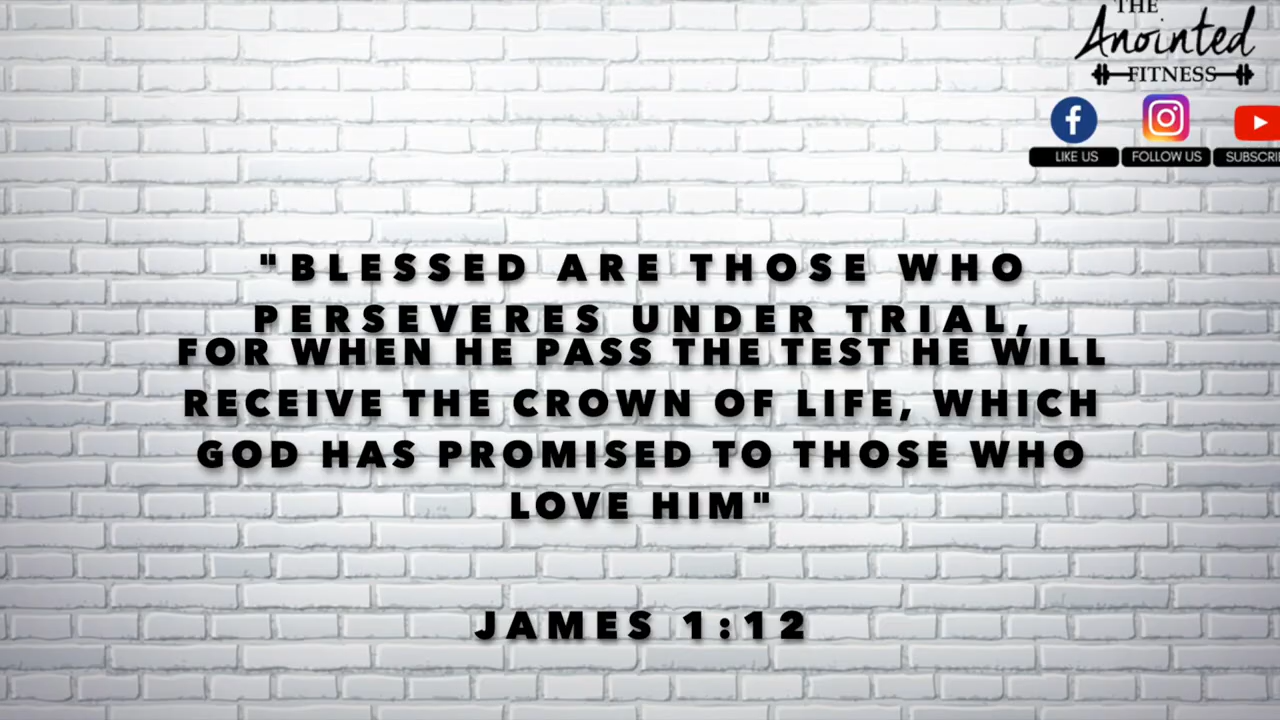 THE
Anointed
FITNESS
LIKE US
FOLLOW US
"BLESSED ARE THOSE WHO
PERSEVERES UNDER TRIAL,
FOR WHEN HE PASS THE TEST HE WILL
RECEIVE THE CROWN OF LIFE, WHICH
GOD HAS PROMISED TO THOSE WHO
LOVE HIM"
JAMES 1:12